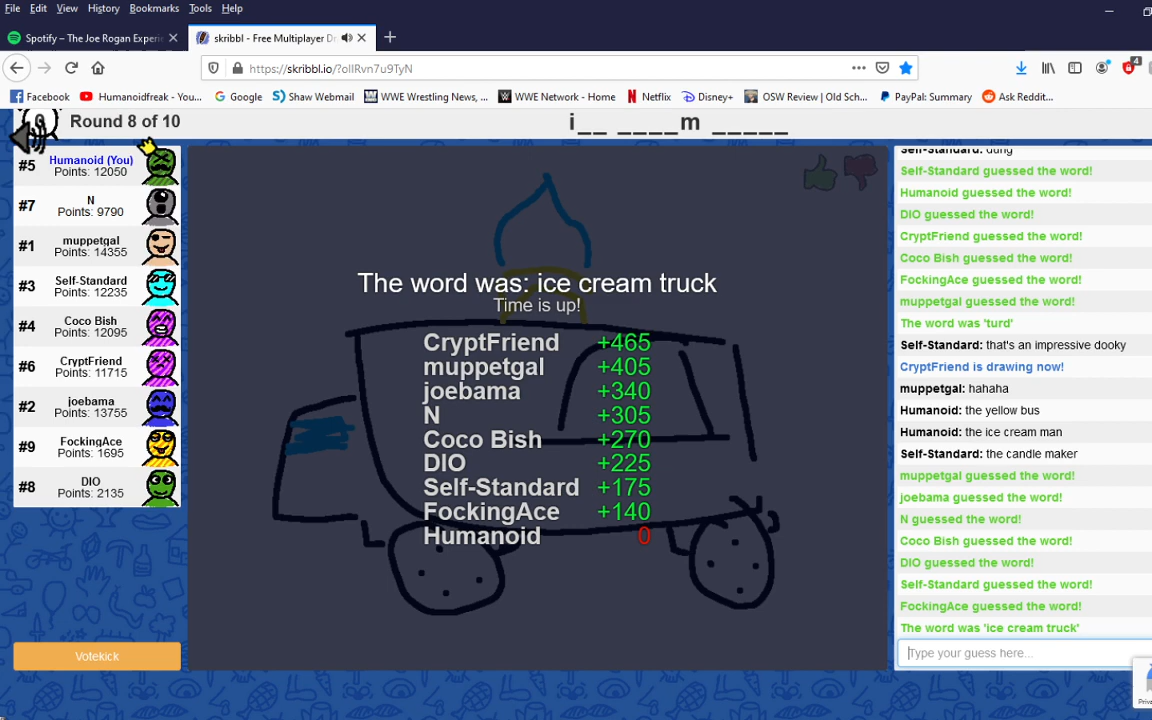 File Edit View History Bookmarks Tools Help
Spotify – The Joe Rogan Experi
skribbl - Free Multiplayer Dr
https://skribbl.io/?olIRvn7u9TyN
4
Facebook Humanoidfreak - You... Google Shaw Webmail WWE Wrestling News, ... WWE Network - Home Netflix Disney+ OSW Review | Old Sch... PayPal: Summary Ask Reddit...
0 Round 8 of 10 i__ ____m _____
#5 Humanoid (You)
Points: 12050
#7 N
Points: 9790
#1 muppetgal
Points: 14355
#3 Self-Standard
Points: 12235
#4 Coco Bish
Points: 12095
#6 CryptFriend
Points: 11715
#2 joebama
Points: 13755
#9 FockingAce
Points: 1695
#8 DIO
Points: 2135
Votekick
The word was: ice cream truck
Time is up!
CryptFriend +465
muppetgal +405
joebama +340
N +305
Coco Bish +270
DIO +225
Self-Standard +175
FockingAce +140
Humanoid 0
Self-Standard: dung
Self-Standard guessed the word!
Humanoid guessed the word!
DIO guessed the word!
CryptFriend guessed the word!
Coco Bish guessed the word!
FockingAce guessed the word!
muppetgal guessed the word!
The word was 'turd'
Self-Standard: that's an impressive dooky
CryptFriend is drawing now!
muppetgal: hahaha
Humanoid: the yellow bus
Humanoid: the ice cream man
Self-Standard: the candle maker
muppetgal guessed the word!
joebama guessed the word!
N guessed the word!
Coco Bish guessed the word!
DIO guessed the word!
Self-Standard guessed the word!
FockingAce guessed the word!
The word was 'ice cream truck'
Type your guess here...
Priva